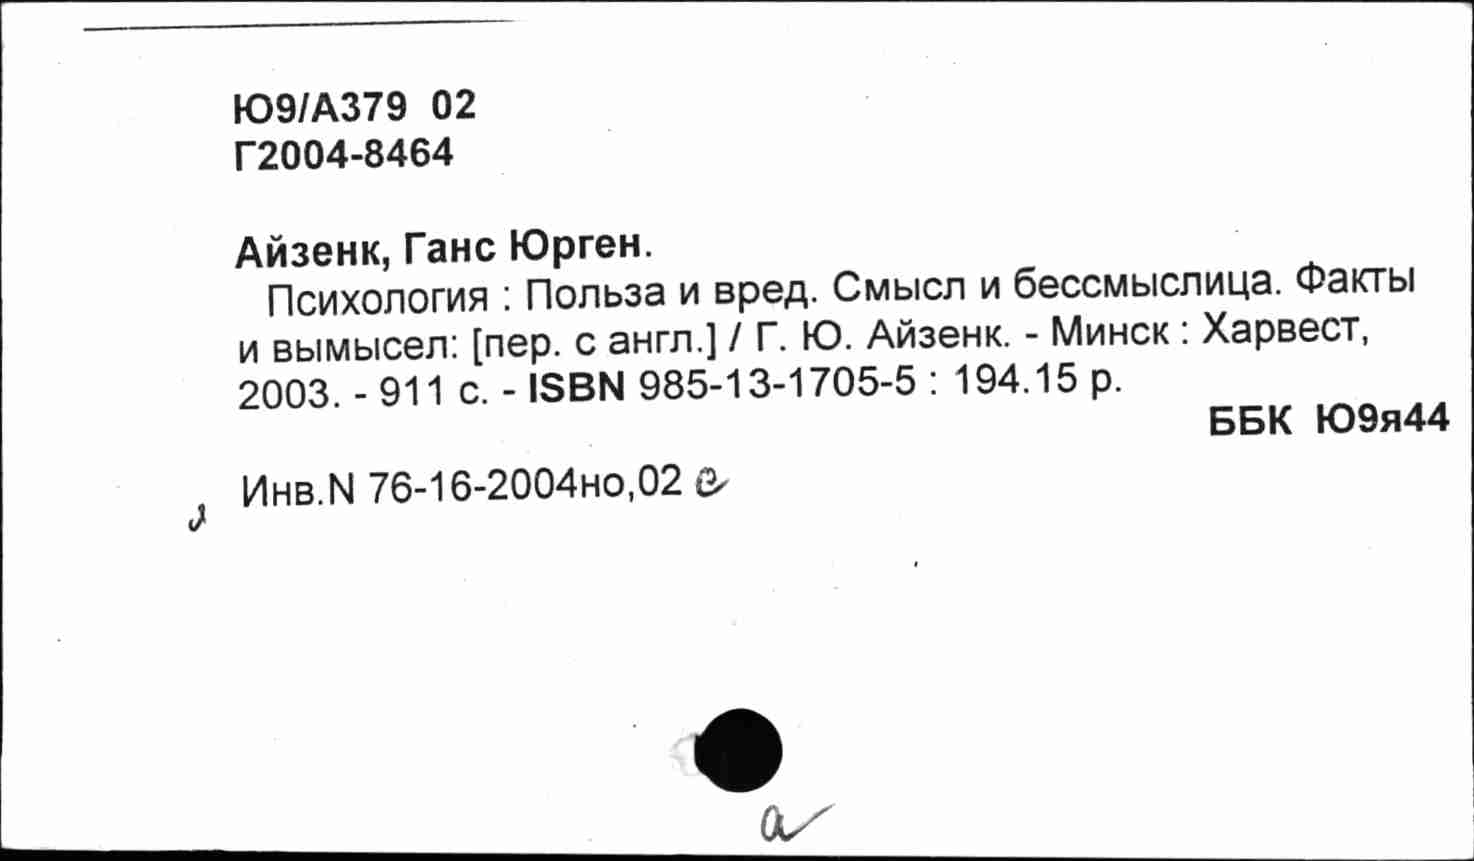 Ю9/А379 02
Г2004-8464
Айзенк, Ганс Юрген.
Психология : Польза и вред. Смысл и бессмыслица. Факты
и вымысел: [пер. с англ.] / Г. Ю. Айзенк. - Минск : Харвест,
2003. - 911 с. - ISBN 985-13-1705-5 : 194.15 р.
ББК Ю9я44
Инв.N 76-16-2004но,02
а